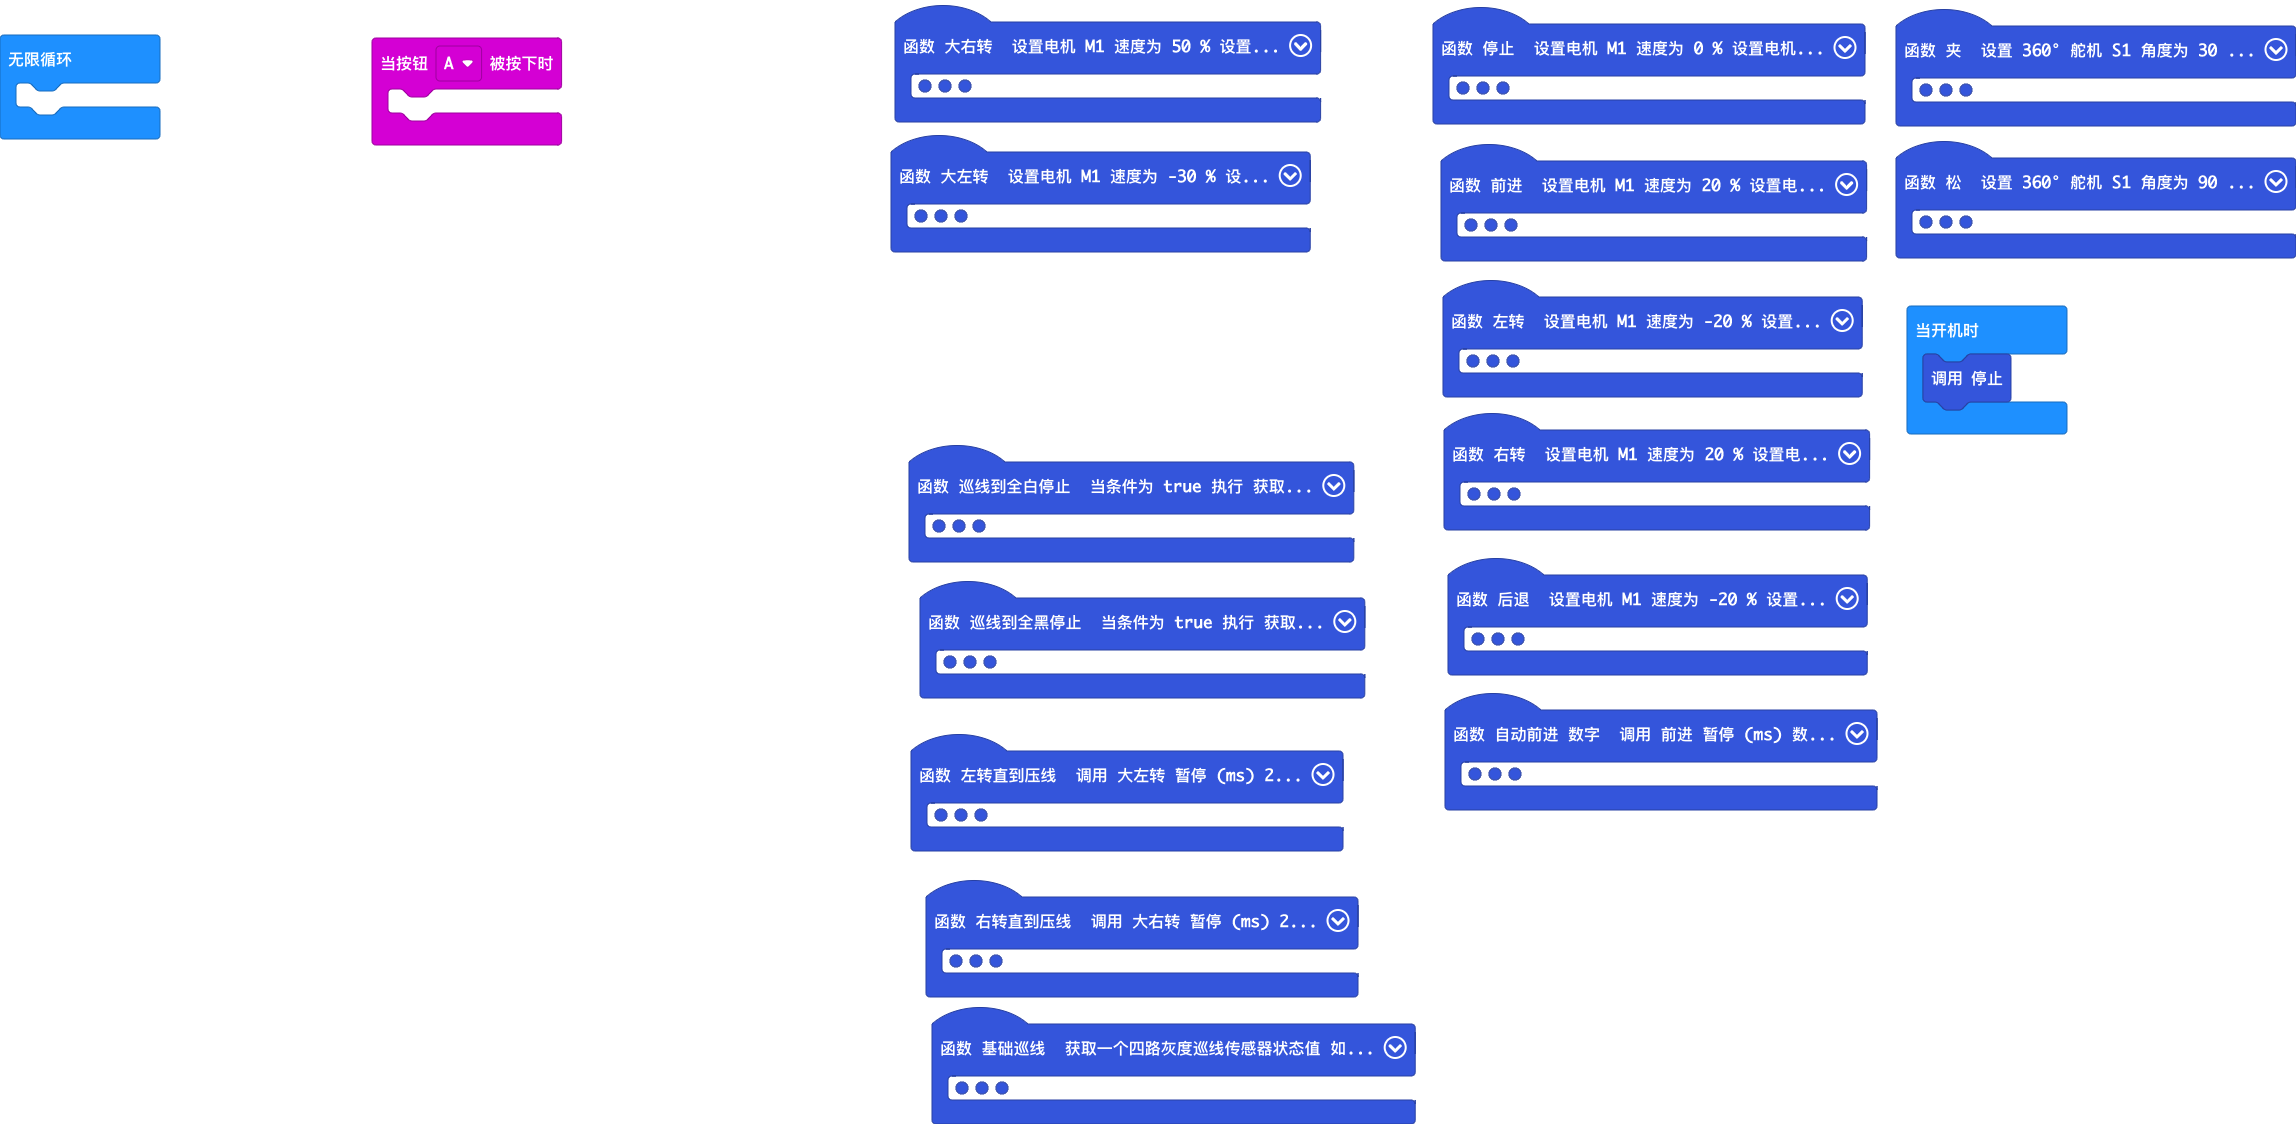 无限循环
当按钮 A 被按下时
函数 大右转 设置电机 M1 速度为 50 % 设置...
函数 大左转 设置电机 M1 速度为 -30 % 设...
函数 巡线到全白停止 当条件为 true 执行 获取...
函数 巡线到全黑停止 当条件为 true 执行 获取...
函数 左转直到压线 调用 大左转 暂停 (ms) 2...
函数 右转直到压线 调用 大右转 暂停 (ms) 2...
函数 基础巡线 获取一个四路灰度巡线传感器状态值 如...
函数 停止 设置电机 M1 速度为 0 % 设置电机...
函数 前进 设置电机 M1 速度为 20 % 设置电...
函数 左转 设置电机 M1 速度为 -20 % 设置...
函数 右转 设置电机 M1 速度为 20 % 设置电...
函数 后退 设置电机 M1 速度为 -20 % 设置...
函数 自动前进 数字 调用 前进 暂停 (ms) 数...
函数 夹 设置 360° 舵机 S1 角度为 30 ...
函数 松 设置 360° 舵机 S1 角度为 90 ...
当开机时
调用 停止